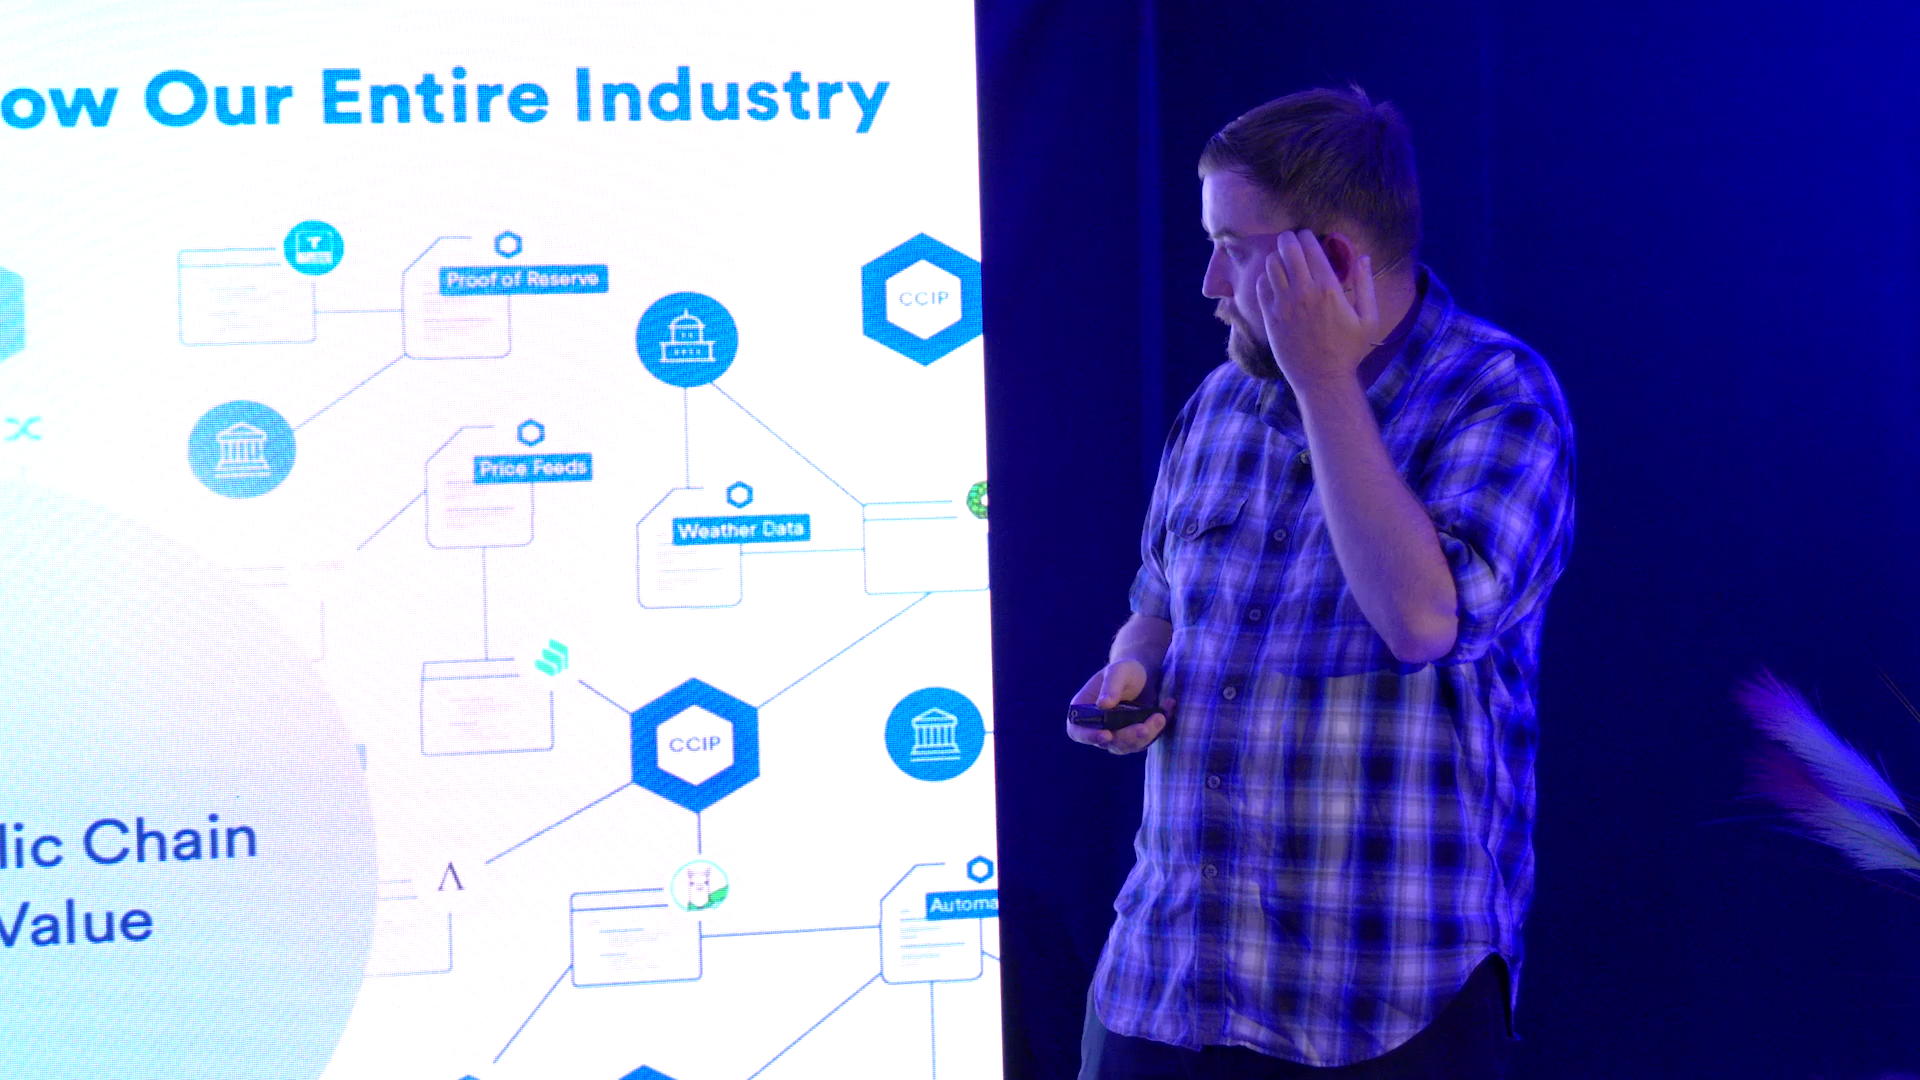 ow Our Entire Industry
Proof of Reserve
CCIP
Price Feeds
Weather Data
CCIP
lic Chain
Value
Automa